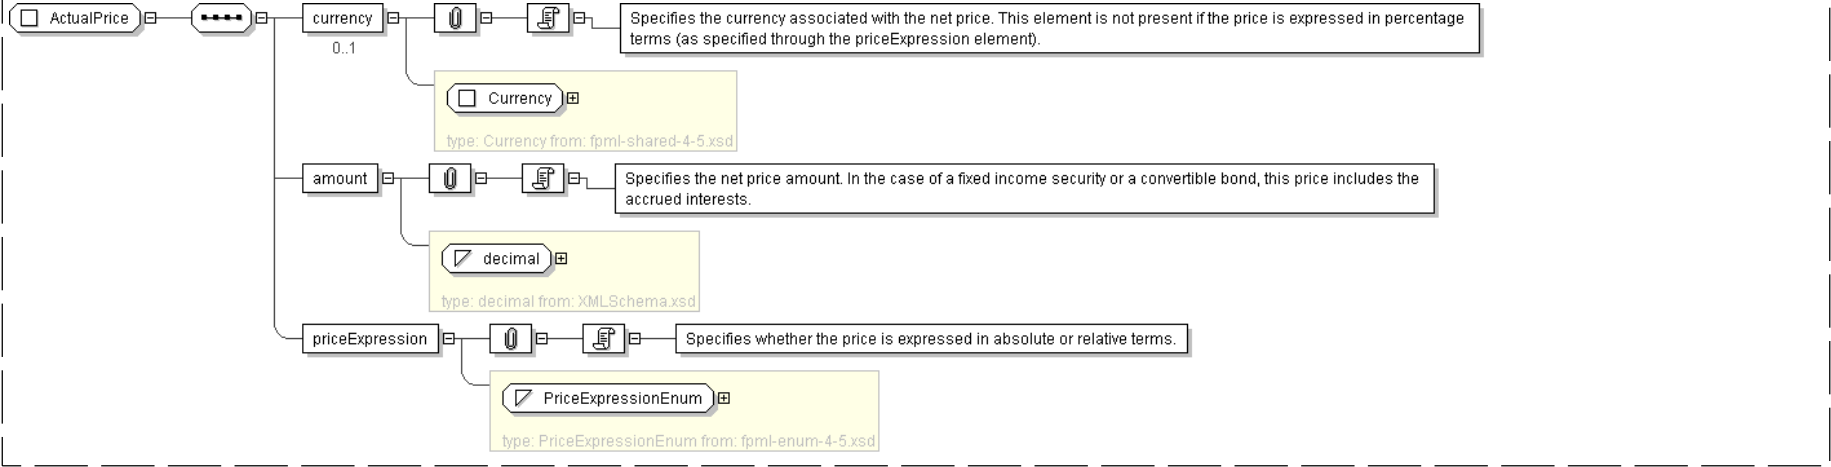 ActualPrice
currency
0..1
Specifies the currency associated with the net price. This element is not present if the price is expressed in percentage
terms (as specified through the priceExpression element).
Currency
type: Currency from: fpml-shared-4-5.xsd
amount
Specifies the net price amount. In the case of a fixed income security or a convertible bond, this price includes the
accrued interests.
decimal
type: decimal from: XMLSchema.xsd
priceExpression
Specifies whether the price is expressed in absolute or relative terms.
PriceExpressionEnum
type: PriceExpressionEnum from: fpml-enum-4-5.xsd